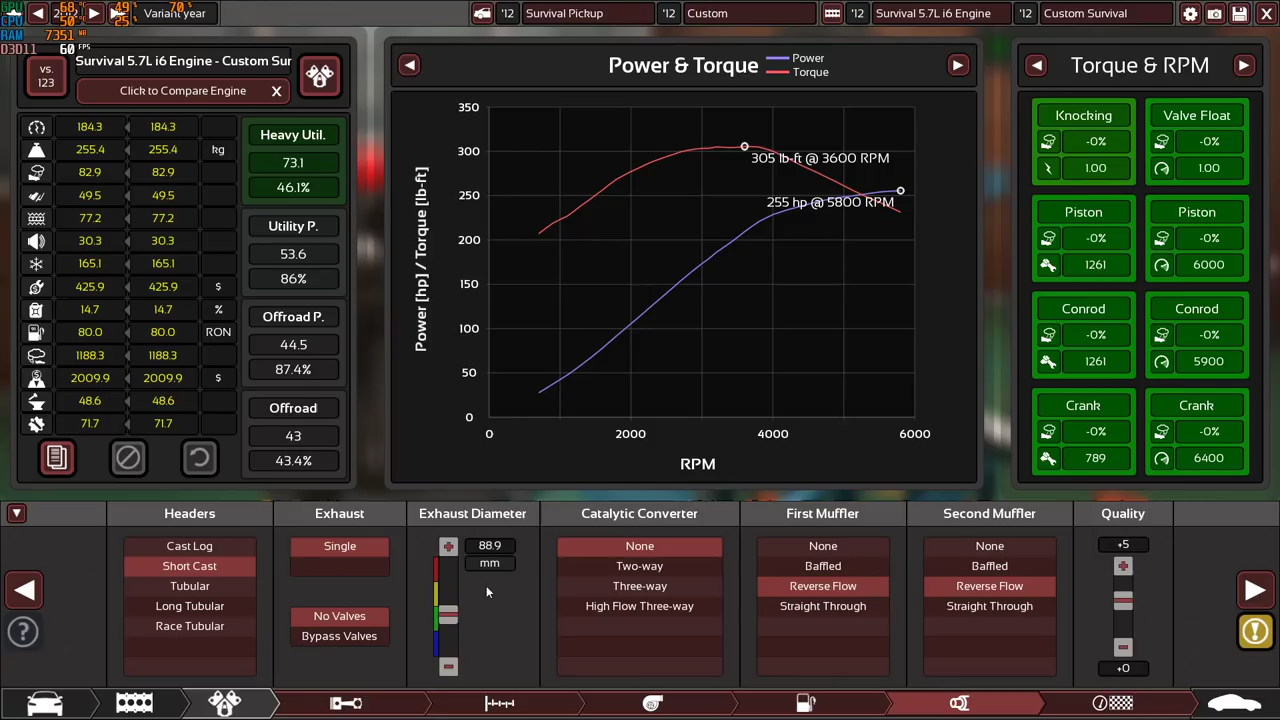 GPU 68 49 70
CPU 50 25
RAM 7351 MB
D3D11 60 FPS
Variant year
'12 Survival Pickup
'12 Custom
'12 Survival 5.7L i6 Engine
'12 Custom Survival
vs. 123
Survival 5.7L i6 Engine - Custom Sur
Click to Compare Engine X
184.3 184.3
255.4 255.4 kg
82.9 82.9
49.5 49.5
77.2 77.2
30.3 30.3
165.1 165.1
425.9 425.9 $
14.7 14.7 %
80.0 80.0 RON
1188.3 1188.3
2009.9 2009.9 $
48.6 48.6
71.7 71.7
Heavy Util.
73.1
46.1%
Utility P.
53.6
86%
Offroad P.
44.5
87.4%
Offroad
43
43.4%
Power & Torque
Power
Torque
350
300
250
200
150
100
50
0
Power [hp] / Torque [lb-ft]
305 lb-ft @ 3600 RPM
255 hp @ 5800 RPM
0 2000 4000 6000
RPM
Torque & RPM
Knocking
-0%
1.00
Valve Float
-0%
1.00
Piston
-0%
1261
Piston
-0%
6000
Conrod
-0%
1261
Conrod
-0%
5900
Crank
-0%
789
Crank
-0%
6400
Headers
Cast Log
Short Cast
Tubular
Long Tubular
Race Tubular
Exhaust
Single
No Valves
Bypass Valves
Exhaust Diameter
88.9
mm
Catalytic Converter
None
Two-way
Three-way
High Flow Three-way
First Muffler
None
Baffled
Reverse Flow
Straight Through
Second Muffler
None
Baffled
Reverse Flow
Straight Through
Quality
+5
+0
?